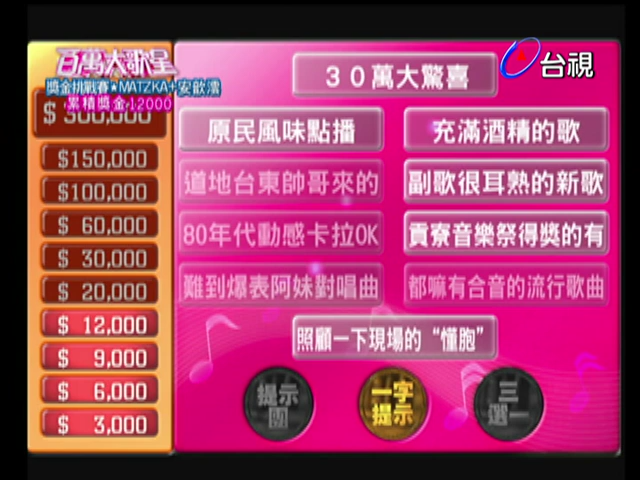 百萬大歌星
獎金挑戰賽★MATZKA+安歆澐
累積獎金12000
台視
30萬大驚喜
$ 300,000
$150,000
$100,000
$ 60,000
$ 30,000
$ 20,000
$ 12,000
$ 9,000
$ 6,000
$ 3,000
原民風味點播
充滿酒精的歌
道地台東帥哥來的
副歌很耳熟的新歌
80年代動感卡拉OK
貢寮音樂祭得獎的有
難到爆表阿妹對唱曲
都嘛有合音的流行歌曲
照顧一下現場的“懂胞”
提示團
一字提示
三選一